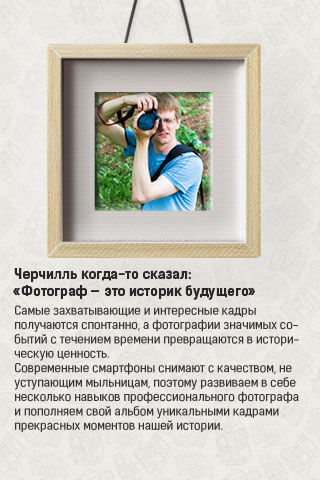 Черчилль когда-то сказал:
«Фотограф — это историк будущего»
Самые захватывающие и интересные кадры
получаются спонтанно, а фотографии значимых со-
бытий с течением времени превращаются в истори-
ческую ценность.
Современные смартфоны снимают с качеством, не
уступающим мыльницам, поэтому развиваем в себе
несколько навыков профессионального фотографа
и пополняем свой альбом уникальными кадрами
прекрасных моментов нашей истории.